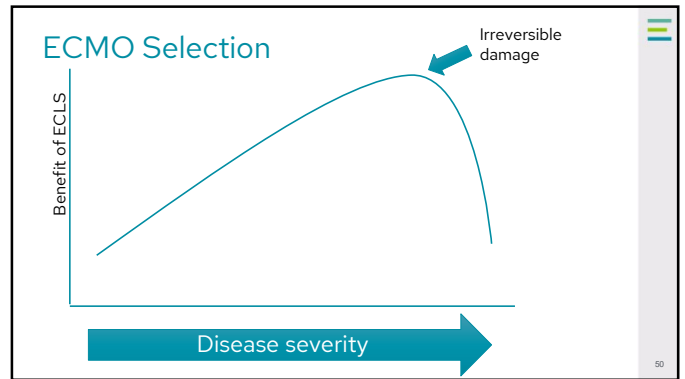 ECMO Selection
Irreversible
damage
Benefit of ECLS
Disease severity
50